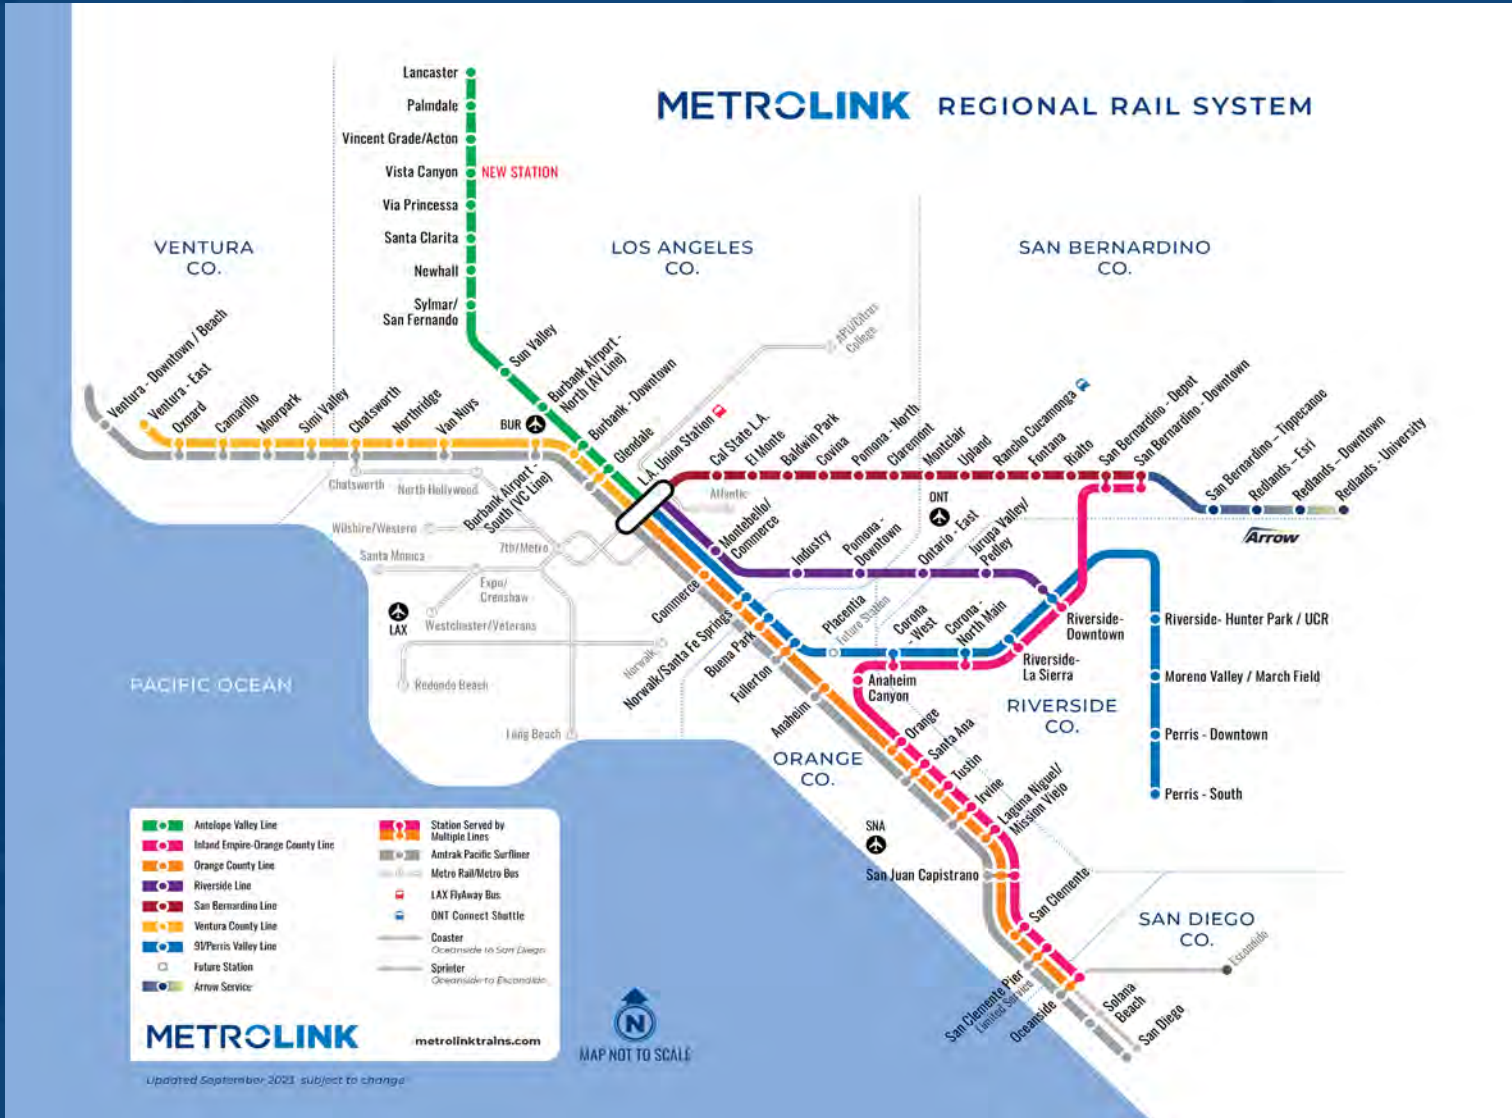 METROLINK REGIONAL RAIL SYSTEM
Lancaster
Palmdale
Vincent Grade/Acton
Vista Canyon
NEW STATION
Via Princessa
Santa Clarita
Newhall
Sylmar/
San Fernando
VENTURA
CO.
LOS ANGELES
CO.
SAN BERNARDINO
CO.
Sun Valley
Burbank Airport -
North (AV Line)
Burbank - Downtown
Glendale
L.A. Union Station
APU/Citrus
College
Ventura - Downtown / Beach
Ventura - East
Oxnard
Camarillo
Moorpark
Simi Valley
Chatsworth
Northridge
Van Nuys
BUR
Burbank Airport -
South (VC Line)
Cal State L.A.
El Monte
Baldwin Park
Covina
Pomona - North
Claremont
Montclair
Upland
Rancho Cucamonga
Fontana
Rialto
San Bernardino - Depot
San Bernardino - Downtown
San Bernardino – Tippecanoe
Redlands – Esri
Redlands – Downtown
Redlands - University
Arrow
Chatsworth
North Hollywood
Wilshire/Western
Santa Monica
7th/Metro
Expo/
Crenshaw
LAX
Westchester/Veterans
Redondo Beach
Norwalk
Long Beach
Atlantic
Montebello/
Commerce
Industry
Pomona -
Downtown
ONT
Ontario - East
Jurupa Valley/
Pedley
Commerce
Norwalk/Santa Fe Springs
Buena Park
Fullerton
Anaheim
Placentia
Future Station
Corona
- West
Corona -
North Main
Riverside-
Downtown
Riverside-
La Sierra
Riverside- Hunter Park / UCR
Moreno Valley / March Field
Perris - Downtown
Perris - South
Anaheim
Canyon
RIVERSIDE
CO.
PACIFIC OCEAN
ORANGE
CO.
Orange
Santa Ana
Tustin
Irvine
Laguna Niguel/
Mission Viejo
SNA
San Juan Capistrano
San Clemente
SAN DIEGO
CO.
Escondido
San Clemente Pier
Limited Service
Oceanside
Solana
Beach
San Diego
Antelope Valley Line
Inland Empire-Orange County Line
Orange County Line
Riverside Line
San Bernardino Line
Ventura County Line
91/Perris Valley Line
Future Station
Arrow Service
Station Served by
Multiple Lines
Amtrak Pacific Surfliner
Metro Rail/Metro Bus
LAX FlyAway Bus
ONT Connect Shuttle
Coaster
Oceanside to San Diego
Sprinter
Oceanside to Escondido
METROLINK
metrolinktrains.com
Updated September 2023 subject to change
N
MAP NOT TO SCALE